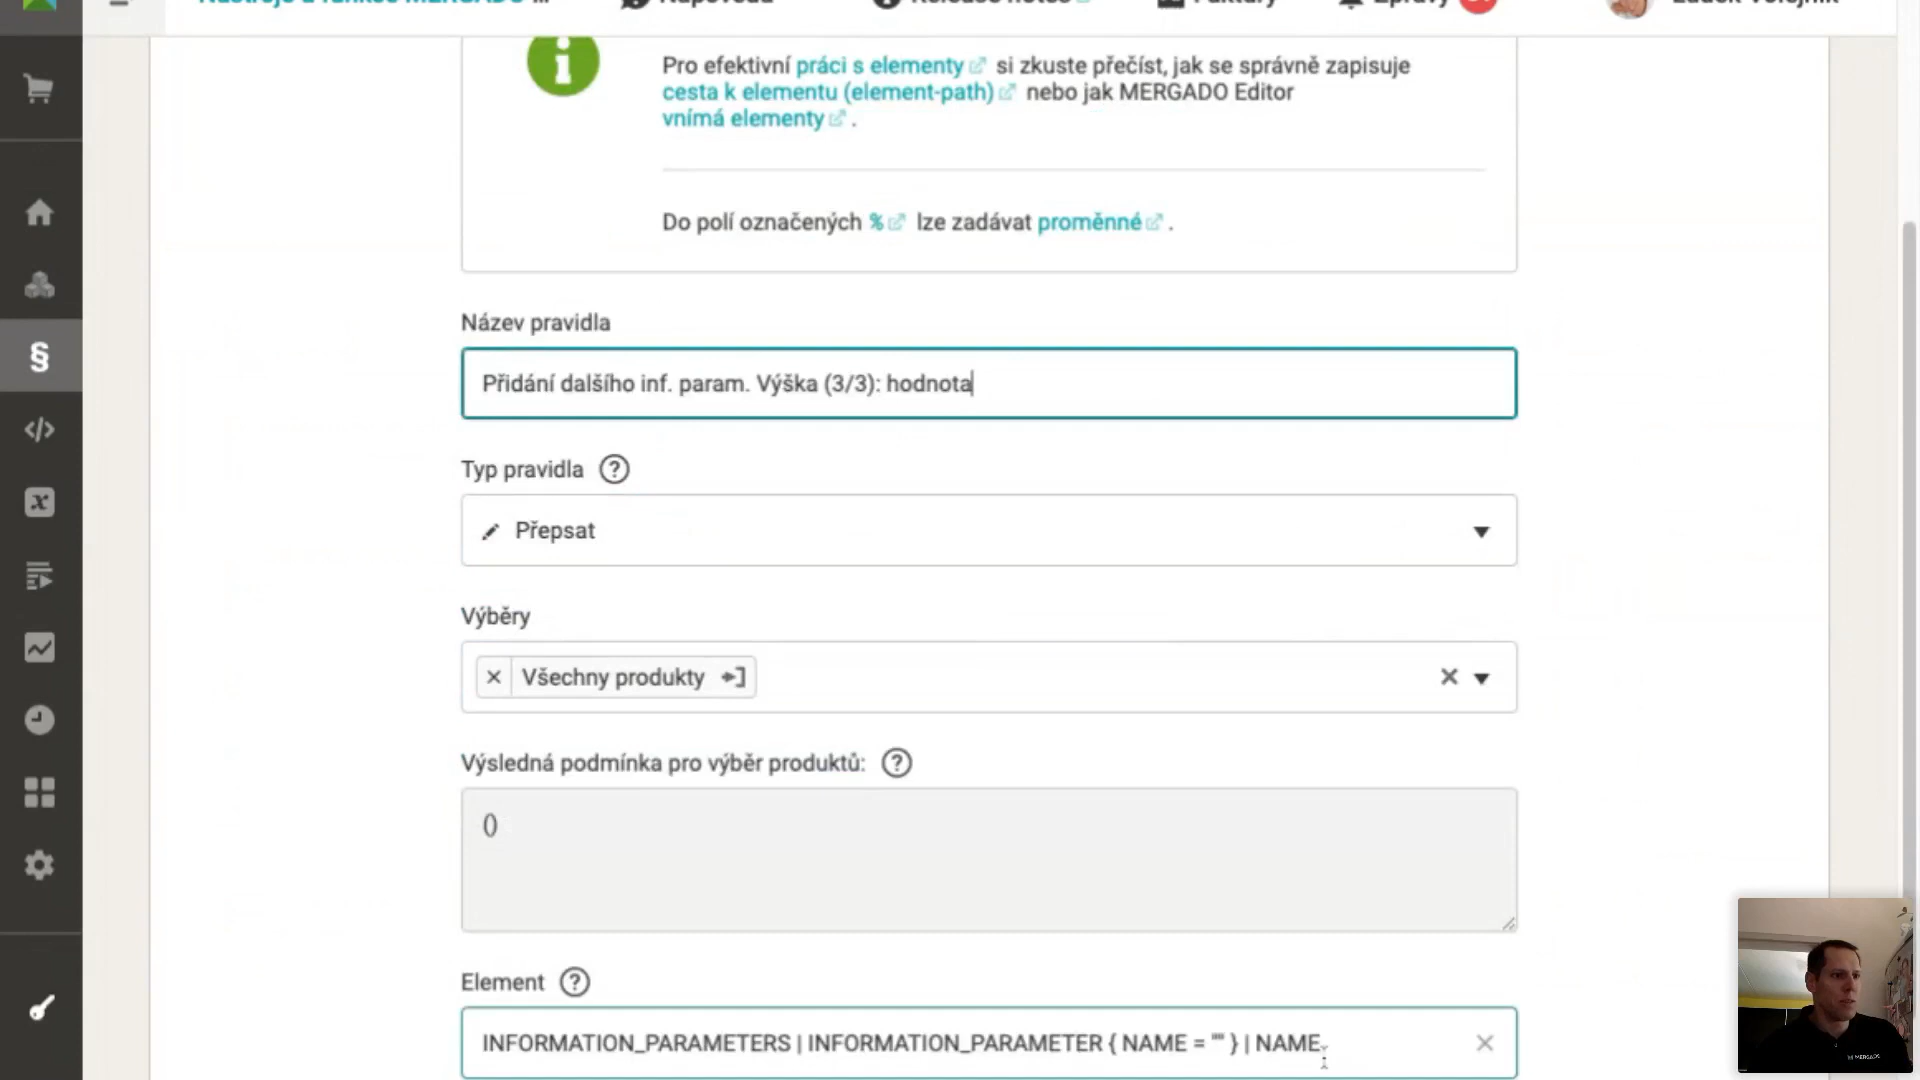 Pro efektivní práci s elementy si zkuste přečíst, jak se správně zapisuje
cesta k elementu (element-path) nebo jak MERGADO Editor
vnímá elementy .
Do polí označených % lze zadávat proměnné .
Název pravidla
Přidání dalšího inf. param. Výška (3/3): hodnota
Typ pravidla
Přepsat
Výběry
Všechny produkty
Výsledná podmínka pro výběr produktů:
()
Element
INFORMATION_PARAMETERS | INFORMATION_PARAMETER { NAME = "" } | NAME